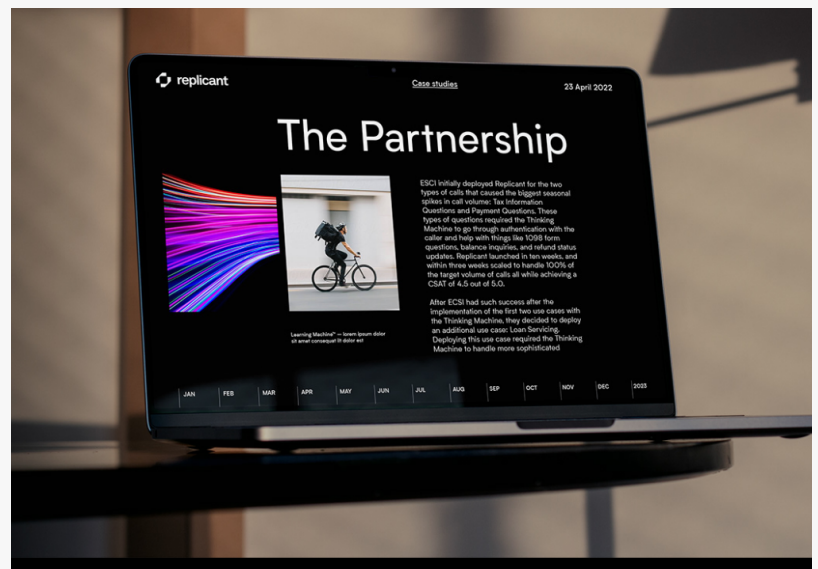 replicant
Case studies
23 April 2022
The Partnership
ESCI initially deployed Replicant for the two
types of calls that caused the biggest seasonal
spikes in call volume: Tax Information
Questions and Payment Questions. These
types of questions required the Thinking
Machine to go through authentication with the
caller and help with things like 1098 form
questions, balance inquiries, and refund status
updates. Replicant launched in ten weeks, and
within three weeks scaled to handle 100% of
the target volume of calls all while achieving a
CSAT of 4.5 out of 5.0.
After ECSI had such success after the
implementation of the first two use cases with
the Thinking Machine, they decided to deploy
an additional use case: Loan Servicing.
Deploying this use case required the Thinking
Machine to handle more sophisticated
Learning Machine™ — lorem ipsum dolor
sit amet consequat lit dolor est
JAN
FEB
MAR
APR
MAY
JUN
JUL
AUG
SEP
OCT
NOV
DEC
2023